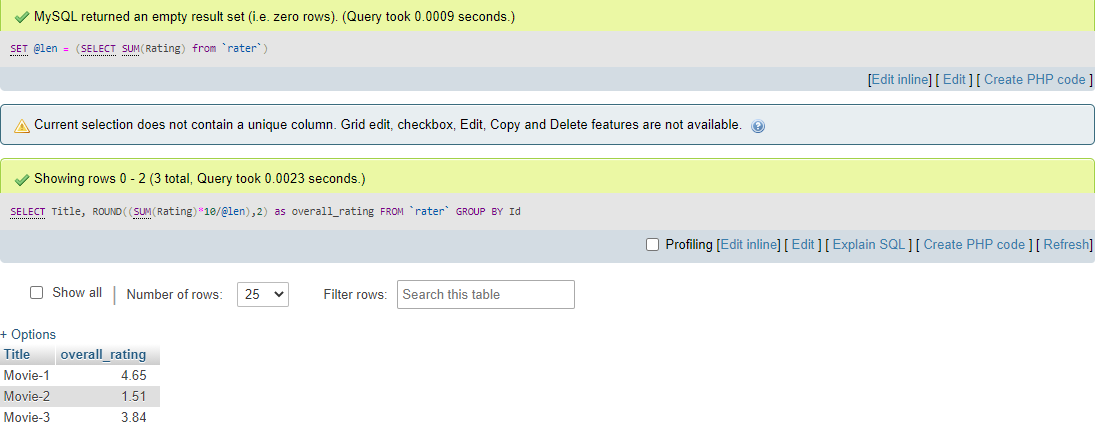 MySQL returned an empty result set (i.e. zero rows). (Query took 0.0009 seconds.)
SET @len = (SELECT SUM(Rating) from `rater`)
[Edit inline] [ Edit ] [ Create PHP code ]
Current selection does not contain a unique column. Grid edit, checkbox, Edit, Copy and Delete features are not available.
Showing rows 0 - 2 (3 total, Query took 0.0023 seconds.)
SELECT Title, ROUND((SUM(Rating)*10/@len),2) as overall_rating FROM `rater` GROUP BY Id
Profiling [Edit inline] [ Edit ] [ Explain SQL ] [ Create PHP code ] [ Refresh]
Show all | Number of rows: 25 Filter rows: Search this table
+ Options
Title overall_rating
Movie-1 4.65
Movie-2 1.51
Movie-3 3.84